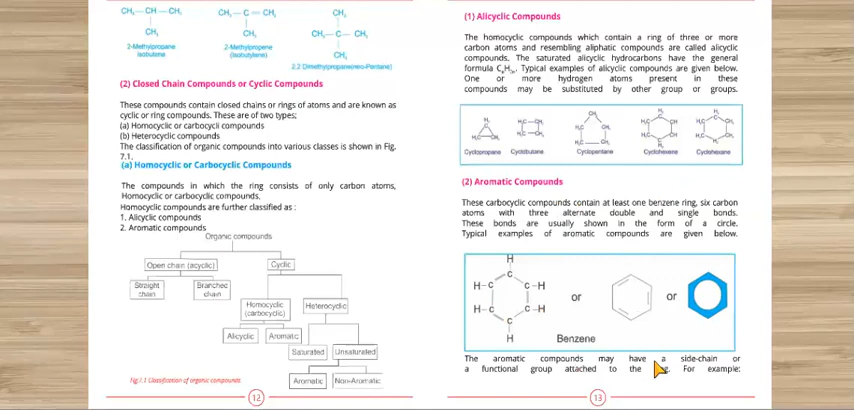 CH₃ — CH — CH₃
CH₃
2-Methylpropane
Isobutene
CH₃ — C = CH₂
CH₃
2-Methylpropene
(Isobutylene)
CH₃
CH₃— C — CH₃
CH₃
2,2 Dimethylpropane(neo-Pentane)
(2) Closed Chain Compounds or Cyclic Compounds
These compounds contain closed chains or rings of atoms and are known as
cyclic or ring compounds. These are of two types;
(a) Homocyclic or carbocycli compounds
(b) Heterocyclic compounds
The classification of organic compounds into various classes is shown in Fig.
7.1.
(a) Homocyclic or Carbocyclic Compounds
The compounds in which the ring consists of only carbon atoms,
Homocyclic or carbocyclic compounds.
Homocyclic compounds are further classified as :
1. Alicyclic compounds
2. Aromatic compounds
Organic compounds
Open chain (acyclic)
Cyclic
Straight
chain
Branched
chain
Homocyclic
(carbocyclic)
Heterocyclic
Alicyclic
Aromatic
Saturated
Unsaturated
Aromatic
Non-Aromatic
Fig:7.1 Classification of organic compounds
12
(1) Alicyclic Compounds
The homocyclic compounds which contain a ring of three or more
carbon atoms and resembling aliphatic compounds are called alicyclic
compounds. The saturated alicyclic hydrocarbons have the general
formula CₙH₂ₙ. Typical examples of alicyclic compounds are given below.
One or more hydrogen atoms present in these
compounds may be substituted by other group or groups.
Cyclopropane
Cyclobutane
Cyclopentane
Cyclohexene
Cyclohexane
(2) Aromatic Compounds
These carbocyclic compounds contain at least one benzene ring, six carbon
atoms with three alternate double and single bonds.
These bonds are usually shown in the form of a circle.
Typical examples of aromatic compounds are given below.
H
C
H-C C-H
H-C C-H
C
H
or
or
Benzene
The aromatic compounds may have a side-chain or
a functional group attached to the For example:
13